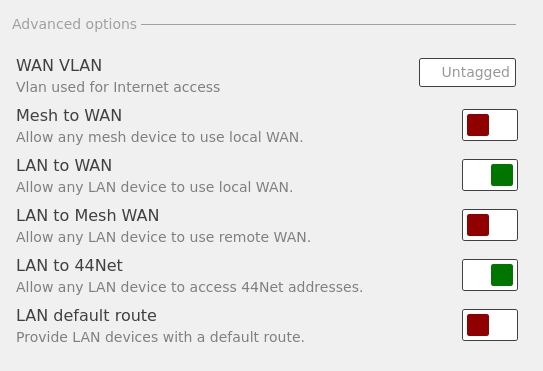 Advanced options
WAN VLAN
Untagged
Vlan used for Internet access
Mesh to WAN
Allow any mesh device to use local WAN.
LAN to WAN
Allow any LAN device to use local WAN.
LAN to Mesh WAN
Allow any LAN device to use remote WAN.
LAN to 44Net
Allow any LAN device to access 44Net addresses.
LAN default route
Provide LAN devices with a default route.